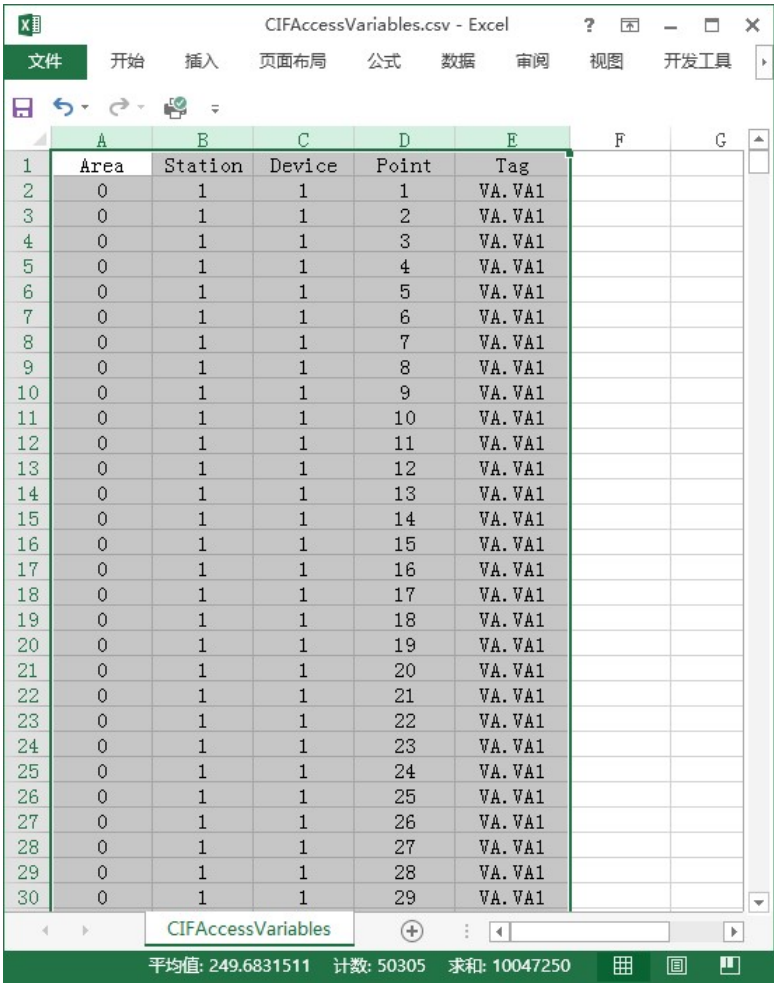 CIFAccessVariables.csv - Excel
文件 开始 插入 页面布局 公式 数据 审阅 视图 开发工具
A B C D E F G
1 Area Station Device Point Tag
2 0 1 1 1 VA.VA1
3 0 1 1 2 VA.VA1
4 0 1 1 3 VA.VA1
5 0 1 1 4 VA.VA1
6 0 1 1 5 VA.VA1
7 0 1 1 6 VA.VA1
8 0 1 1 7 VA.VA1
9 0 1 1 8 VA.VA1
10 0 1 1 9 VA.VA1
11 0 1 1 10 VA.VA1
12 0 1 1 11 VA.VA1
13 0 1 1 12 VA.VA1
14 0 1 1 13 VA.VA1
15 0 1 1 14 VA.VA1
16 0 1 1 15 VA.VA1
17 0 1 1 16 VA.VA1
18 0 1 1 17 VA.VA1
19 0 1 1 18 VA.VA1
20 0 1 1 19 VA.VA1
21 0 1 1 20 VA.VA1
22 0 1 1 21 VA.VA1
23 0 1 1 22 VA.VA1
24 0 1 1 23 VA.VA1
25 0 1 1 24 VA.VA1
26 0 1 1 25 VA.VA1
27 0 1 1 26 VA.VA1
28 0 1 1 27 VA.VA1
29 0 1 1 28 VA.VA1
30 0 1 1 29 VA.VA1
CIFAccessVariables
平均值: 249.6831511 计数: 50305 求和: 10047250